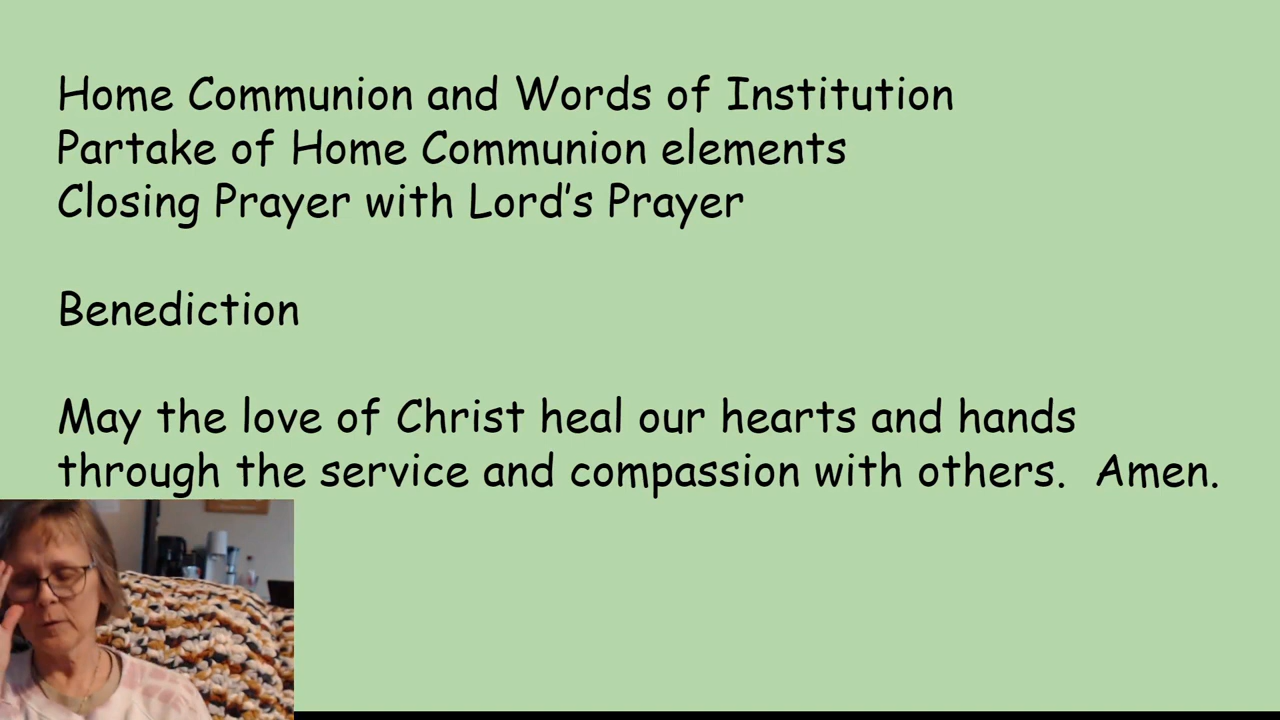 Home Communion and Words of Institution
Partake of Home Communion elements
Closing Prayer with Lord’s Prayer
Benediction
May the love of Christ heal our hearts and hands
through the service and compassion with others.  Amen.